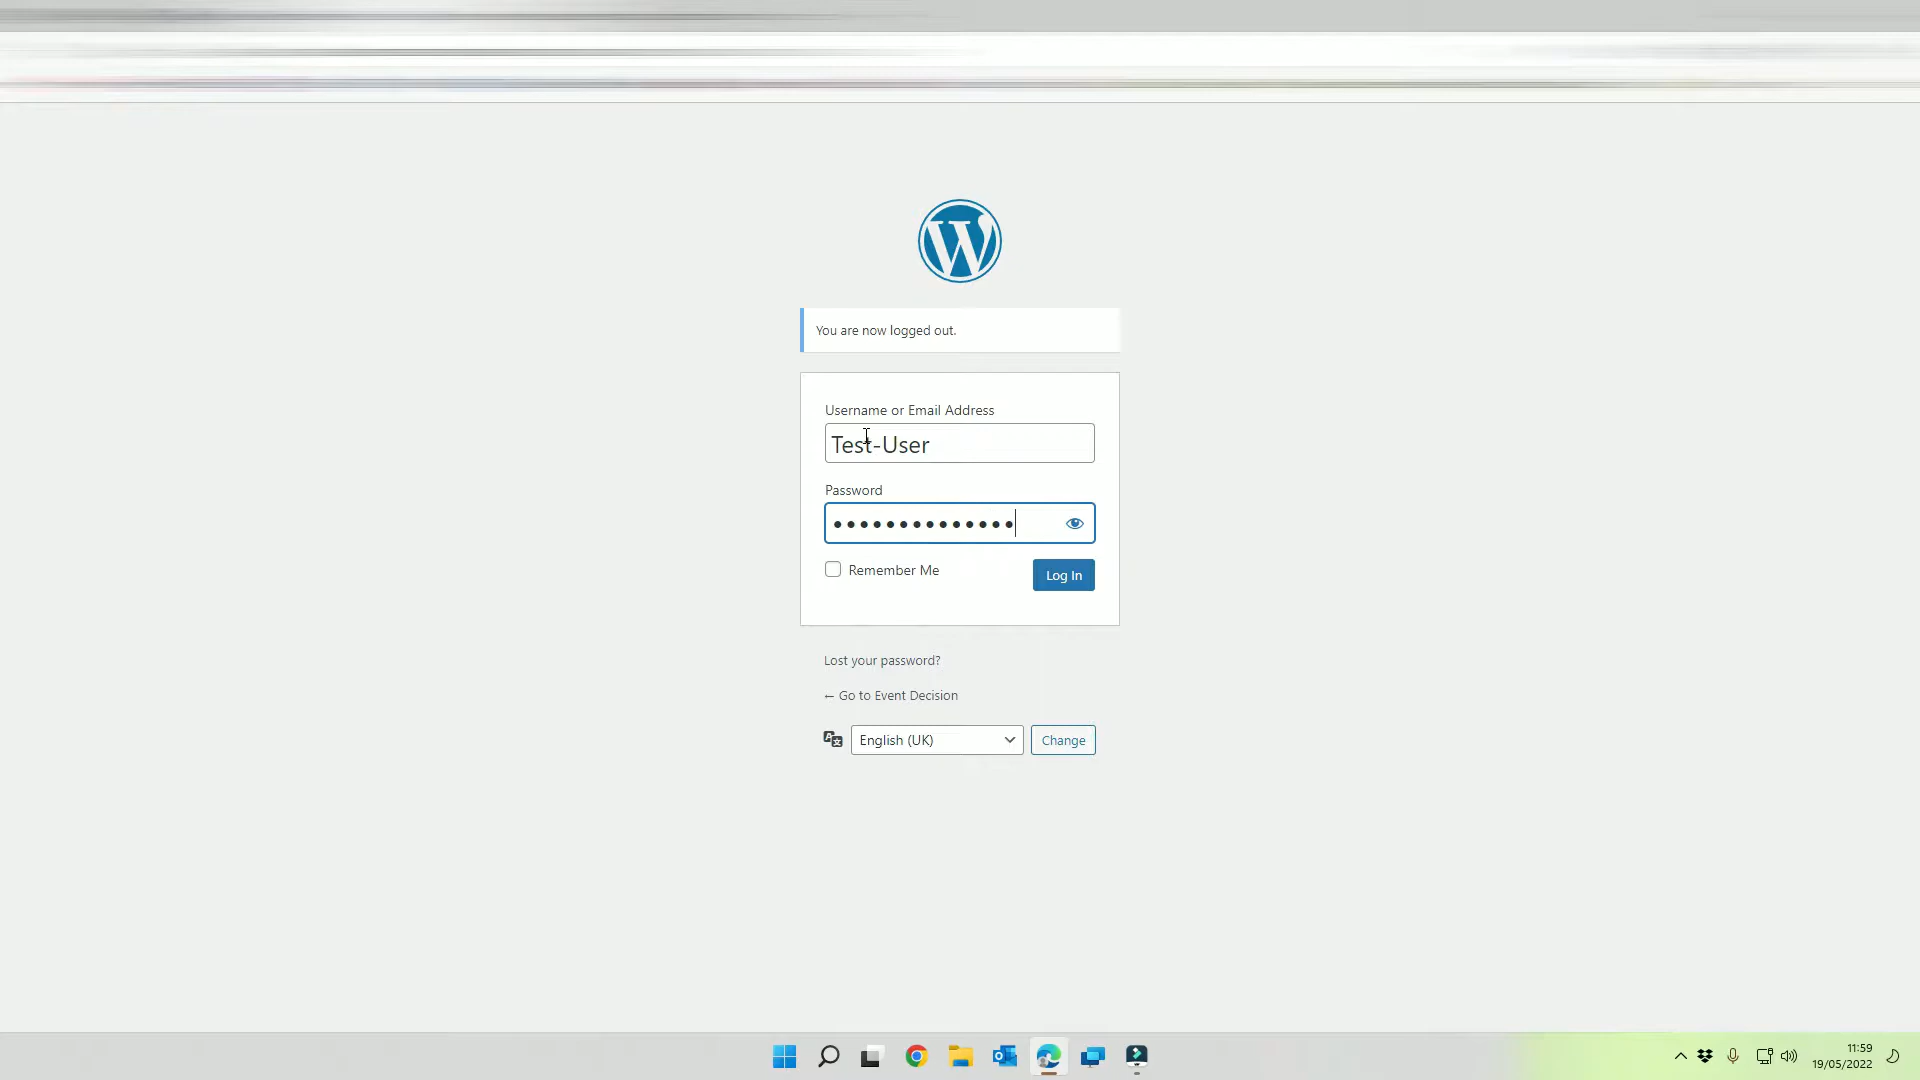 You are now logged out.
Username or Email Address
Test-User
Password
Remember Me
Log In
Lost your password?
← Go to Event Decision
English (UK)
Change
11:59
19/05/2022